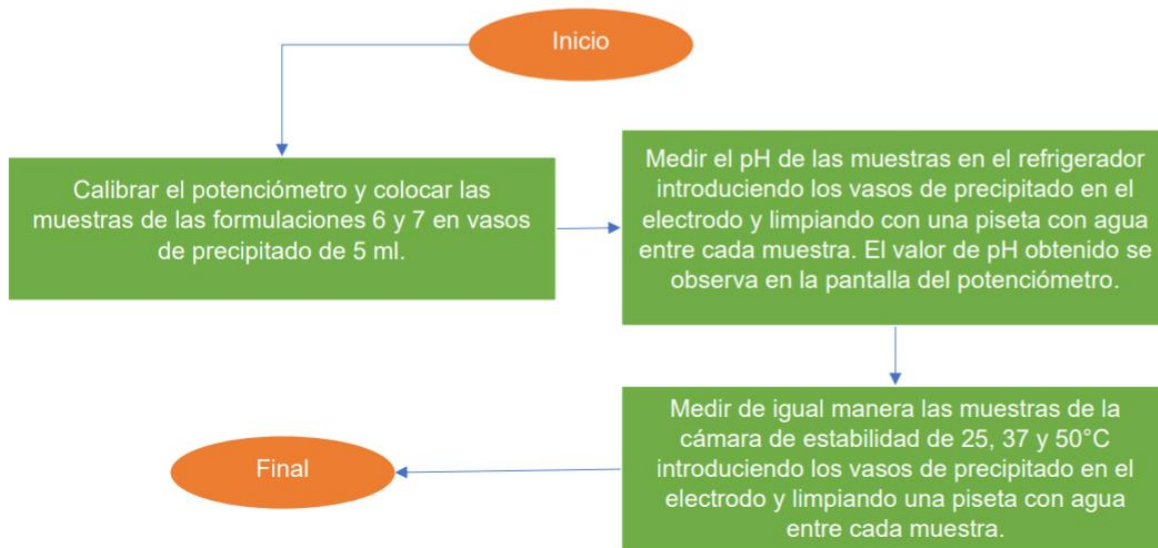 Inicio
Calibrar el potenciómetro y colocar las
muestras de las formulaciones 6 y 7 en vasos
de precipitado de 5 ml.
Medir el pH de las muestras en el refrigerador
introduciendo los vasos de precipitado en el
electrodo y limpiando con una piseta con agua
entre cada muestra. El valor de pH obtenido se
observa en la pantalla del potenciómetro.
Medir de igual manera las muestras de la
cámara de estabilidad de 25, 37 y 50°C
introduciendo los vasos de precipitado en el
electrodo y limpiando una piseta con agua
entre cada muestra.
Final